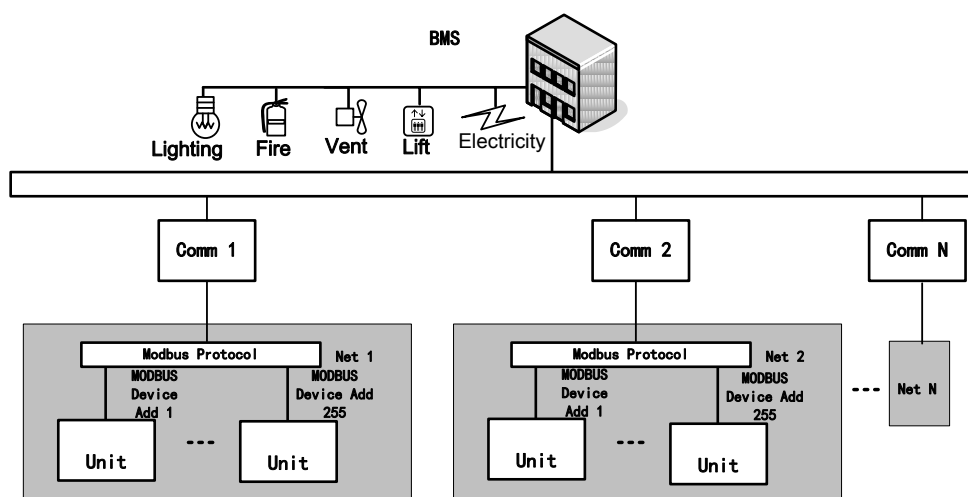 BMS
Lighting
Fire
Vent
Lift
Electricity
Comm 1
Comm 2
Comm N
Modbus Protocol
Net 1
MODBUS
Device
Add 1
MODBUS
Device Add
255
Unit
---
Unit
Modbus Protocol
Net 2
MODBUS
Device
Add 1
MODBUS
Device Add
255
Unit
---
Unit
---
Net N